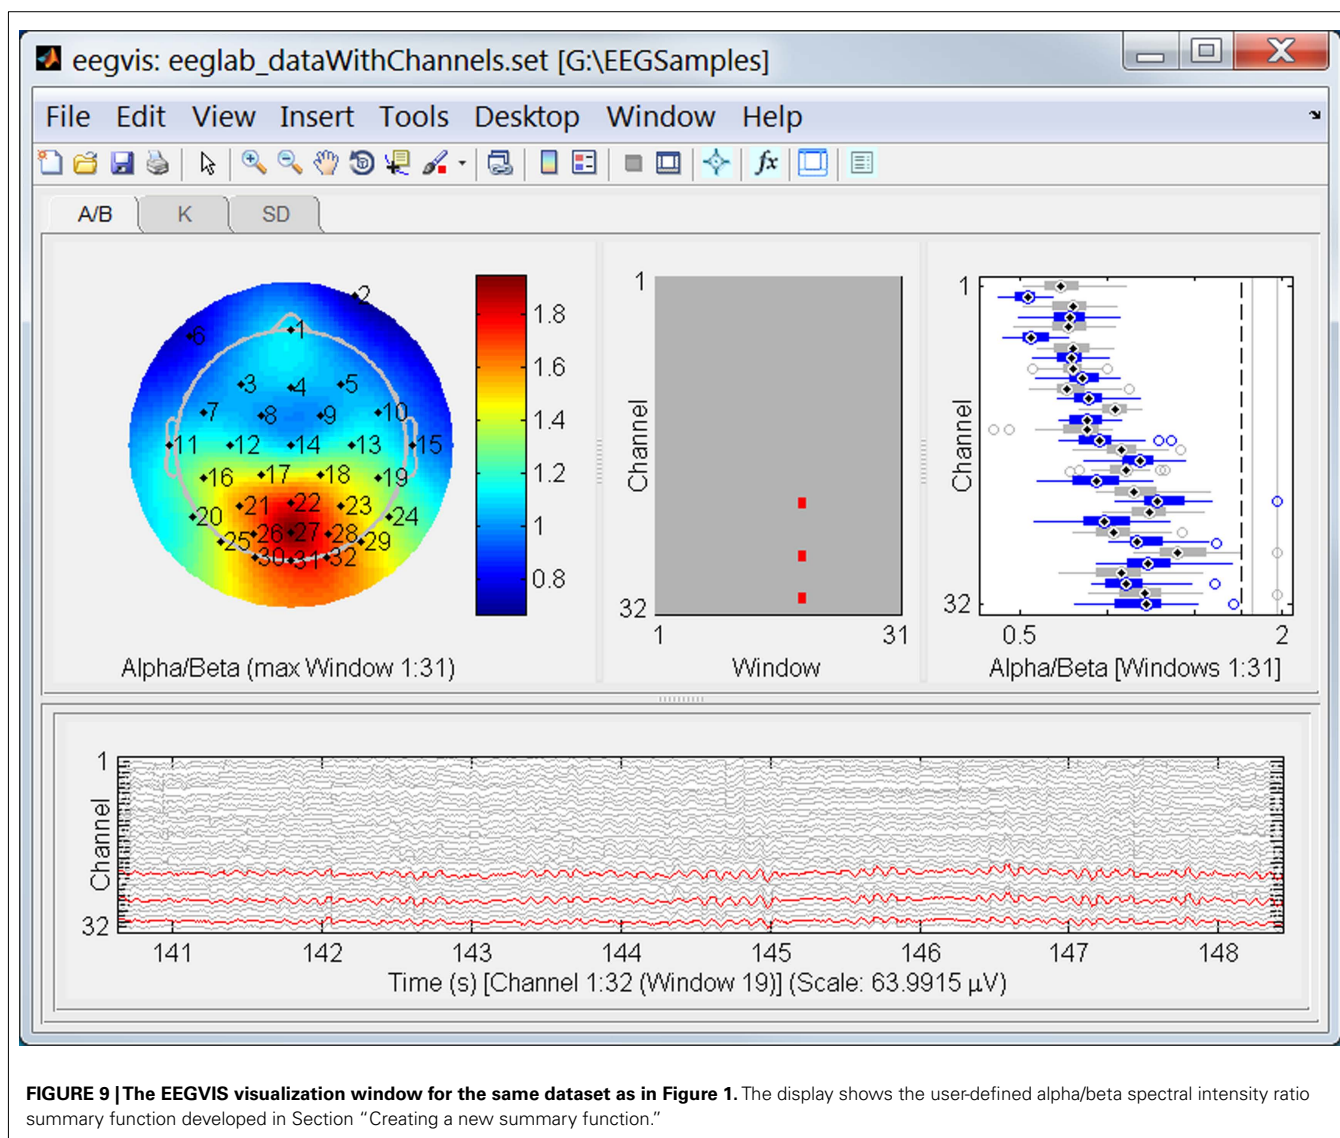 eegvis: eeglab_dataWithChannels.set [G:\EEGSamples]
File Edit View Insert Tools Desktop Window Help
fx
A/B K SD
2
6
1
3 4 5
7 8 9 10
11 12 14 13 15
16 17 18 19
20 21 22 23 24
25 26 27 28 29
30 31 32
1.8
1.6
1.4
1.2
1
0.8
Alpha/Beta (max Window 1:31)
1
Channel
32
1 31
Window
1
Channel
32
0.5 2
Alpha/Beta [Windows 1:31]
1
Channel
32
141 142 143 144 145 146 147 148
Time (s) [Channel 1:32 (Window 19)] (Scale: 63.9915 µV)
FIGURE 9 | The EEGVIS visualization window for the same dataset as in Figure 1. The display shows the user-defined alpha/beta spectral intensity ratio
summary function developed in Section “Creating a new summary function.”